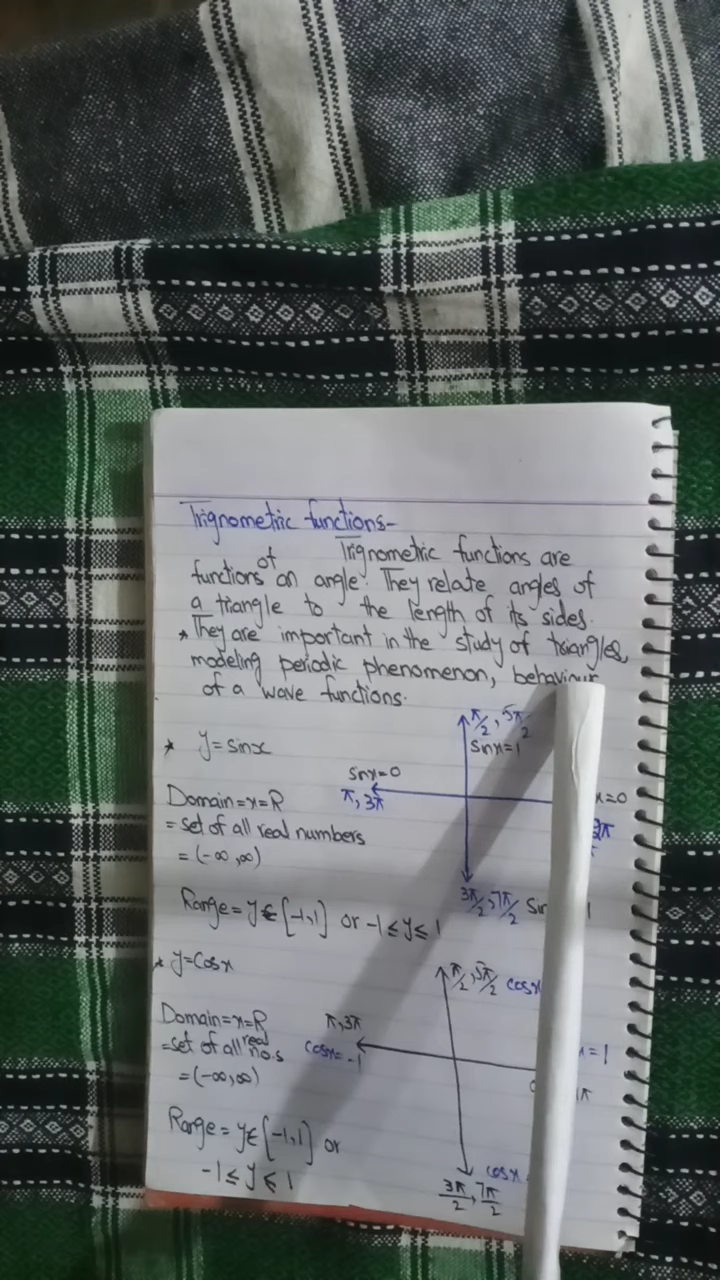 Trignometric functions-
Trignometric functions are
functions of an angle. They relate angles of
a triangle to the length of its sides.
* They are important in the study of triangles,
modeling periodic phenomenon, behaviour
of a wave functions.
* y=sinx
π/2, 5π/2
sinx=1
sinx=0
π, 3π
x=0
2π
Domain=x=R
=set of all real numbers
=(-∞,∞)
3π/2, 7π/2 Sin
1
Range=y∈[-1,1] or -1≤y≤1
* y=cosx
π/2, 5π/2 cosx
Domain=x=R
=set of all real no.s
=(-∞,∞)
π, 3π
cosx=-1
=1
π
Range=y∈[-1,1] or
-1≤y≤1
cosx
3π/2, 7π/2